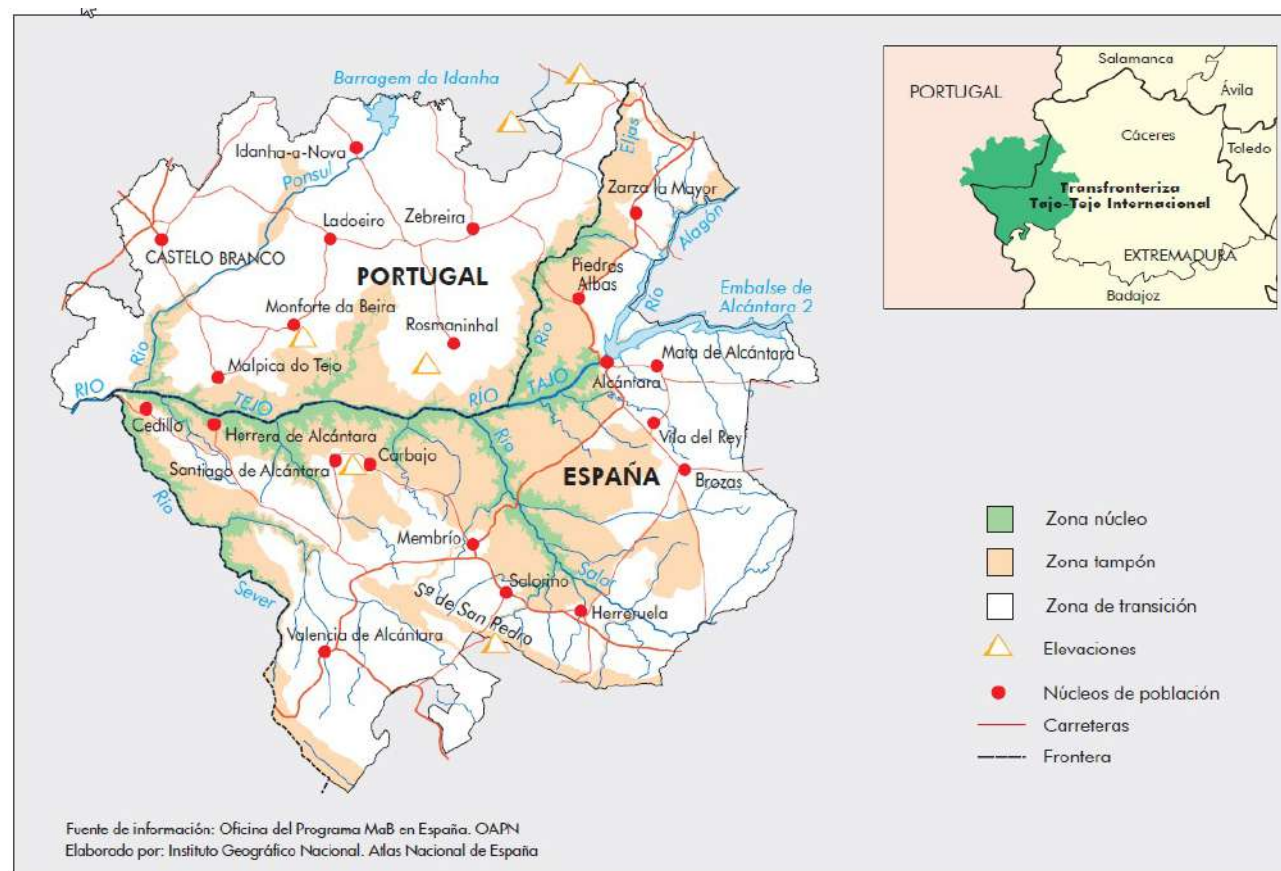 Barragem da Idanha
Idanha-a-Nova
Ponsul
Eljas
Zarza la Mayor
Ladoeiro
Zebreira
Alagón
CASTELO BRANCO
PORTUGAL
Piedras
Albas
Río
Embalse de
Alcántara 2
Monforte da Beira
Rosmaninhal
Río
Rio
Malpica do Tejo
Mata de Alcántara
RIO
TEJO
RÍO
TAJO
Alcántara
Cedillo
Herrera de Alcántara
Río
Vila del Rey
Santiago de Alcántara
Carbajo
ESPAÑA
Brozas
Río
Membrío
Sever
Salor
Salorino
Sª de San Pedro
Herreruela
Valencia de Alcántara
PORTUGAL
Salamanca
Ávila
Cáceres
Toledo
Transfronteriza
Tajo-Tejo Internacional
EXTREMADURA
Badajoz
Zona núcleo
Zona tampón
Zona de transición
Elevaciones
Núcleos de población
Carreteras
Frontera
Fuente de información: Oficina del Programa MaB en España. OAPN
Elaborado por: Instituto Geográfico Nacional. Atlas Nacional de España